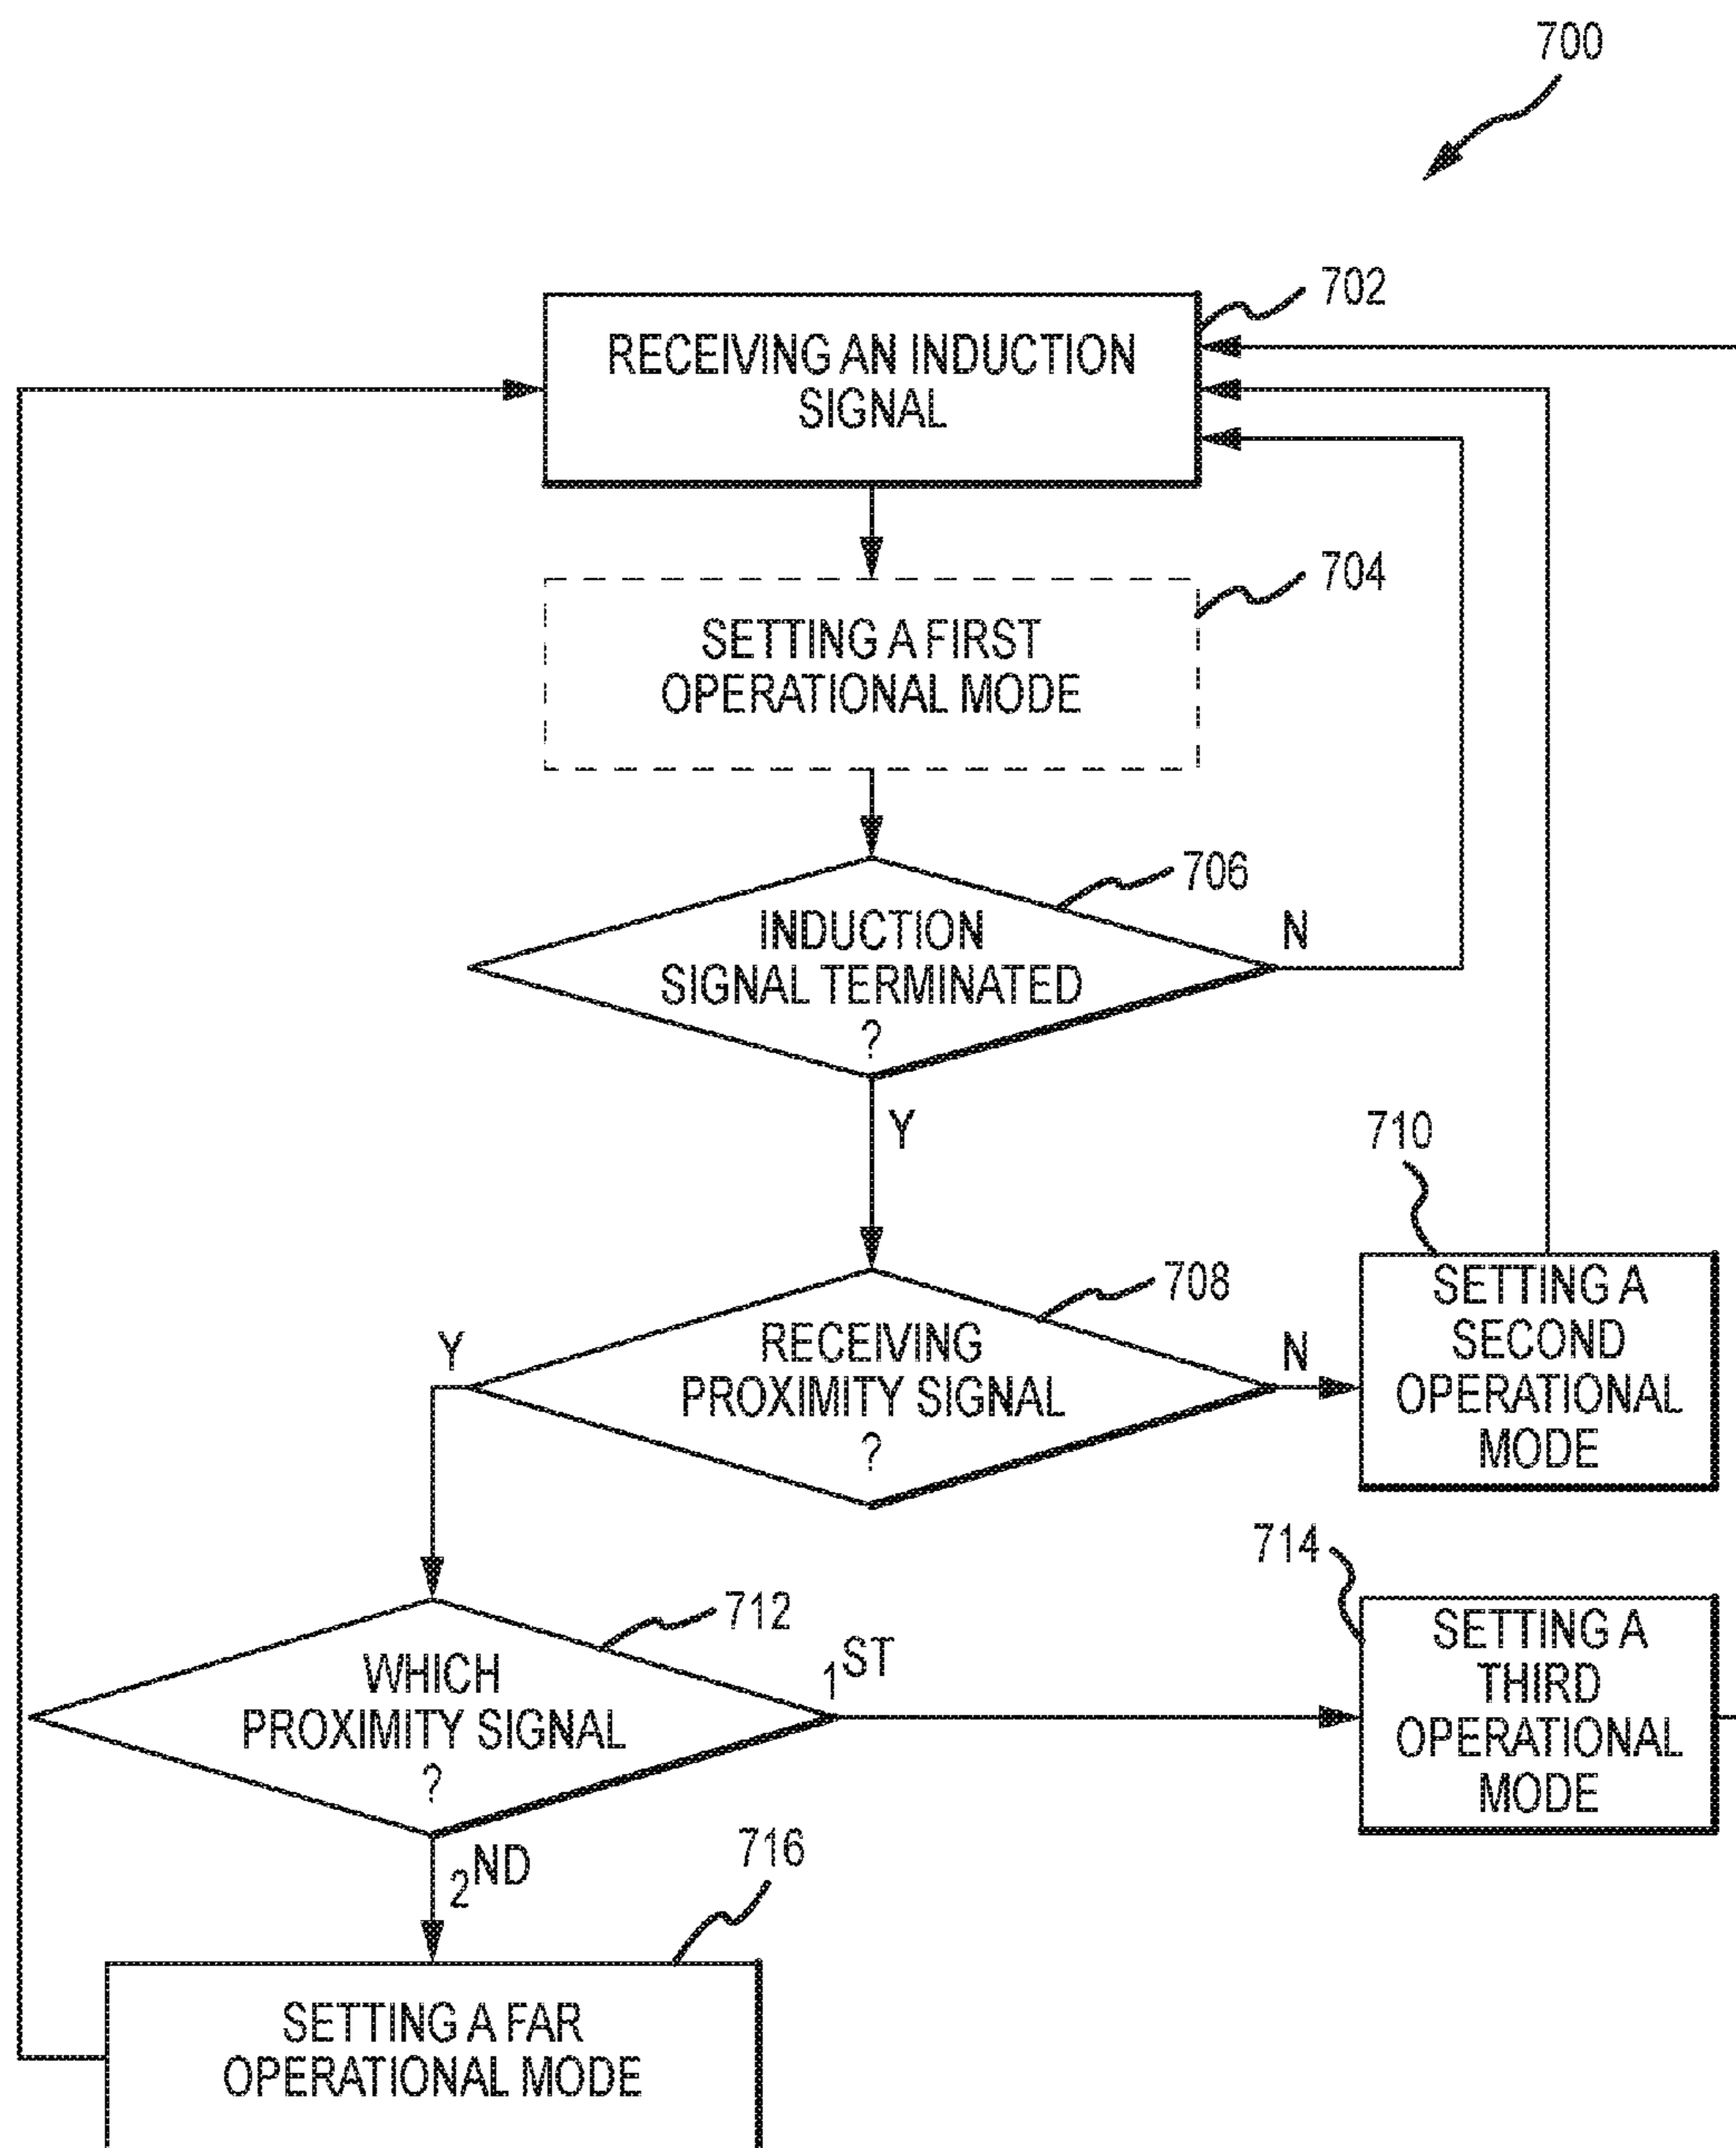 700
702
RECEIVING AN INDUCTION
SIGNAL
704
SETTING A FIRST
OPERATIONAL MODE
706
INDUCTION
SIGNAL TERMINATED
?
N
Y
710
708
SETTING A
SECOND
OPERATIONAL
MODE
RECEIVING
PROXIMITY SIGNAL
?
Y
N
712
714
WHICH
PROXIMITY SIGNAL
?
1ST
SETTING A
THIRD
OPERATIONAL
MODE
2ND
716
SETTING A FAR
OPERATIONAL MODE